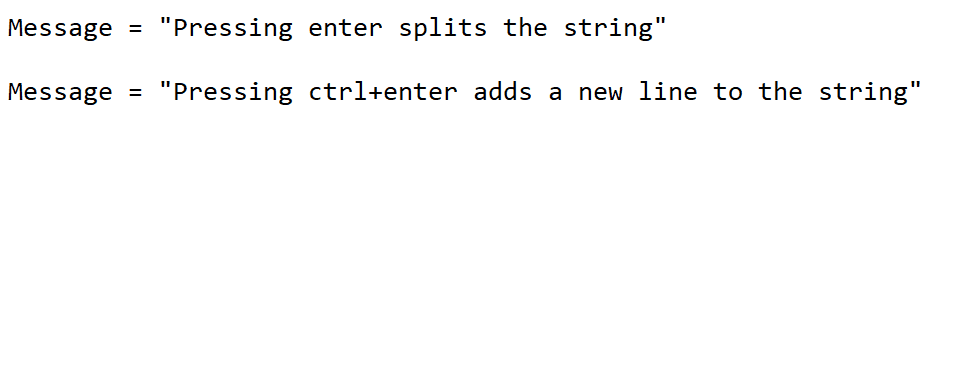 Message = "Pressing enter splits the string"
Message = "Pressing ctrl+enter adds a new line to the string"